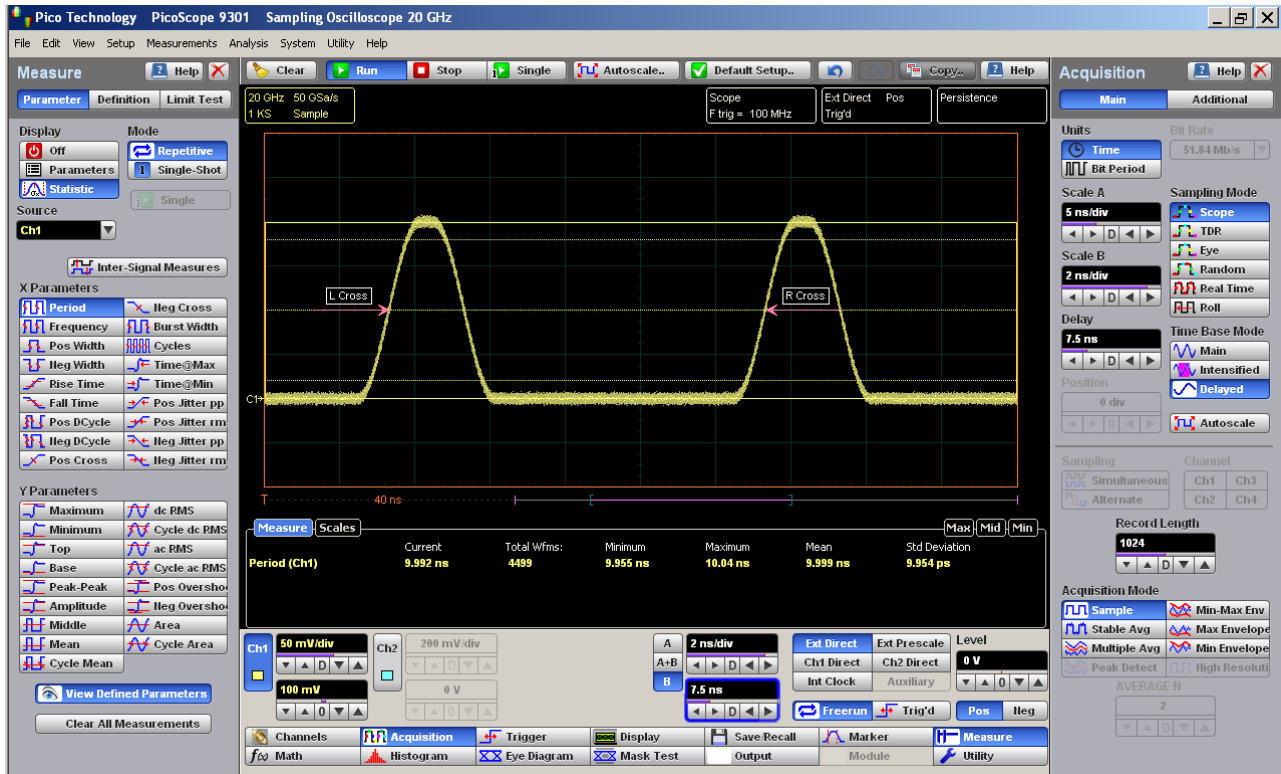 Pico Technology PicoScope 9301 Sampling Oscilloscope 20 GHz
File Edit View Setup Measurements Analysis System Utility Help
Measure
Help
Parameter Definition Limit Test
Display
Off
Parameters
Statistic
Mode
Repetitive
Single-Shot
Single
Source
Ch1
Inter-Signal Measures
X Parameters
Period Neg Cross
Frequency Burst Width
Pos Width Cycles
Neg Width Time@Max
Rise Time Time@Min
Fall Time Pos Jitter pp
Pos DCycle Pos Jitter rm
Neg DCycle Neg Jitter pp
Pos Cross Neg Jitter rm
Y Parameters
Maximum dc RMS
Minimum Cycle dc RMS
Top ac RMS
Base Cycle ac RMS
Peak-Peak Pos Oversho
Amplitude Neg Oversho
Middle Area
Mean Cycle Area
Cycle Mean
View Defined Parameters
Clear All Measurements
Clear Run Stop Single Autoscale.. Default Setup.. Copy.. Help
20 GHz 50 GSa/s
1 KS Sample
Scope
F trig = 100 MHz
Ext Direct Pos
Trig'd
Persistence
L Cross
R Cross
C1
T 40 ns
Measure Scales Max Mid Min
Current Total Wfms: Minimum Maximum Mean Std Deviation
Period (Ch1) 9.992 ns 4499 9.955 ns 10.04 ns 9.999 ns 9.954 ps
Ch1
50 mV/div
D
100 mV
0
Ch2
200 mV/div
D
0 V
0
A
A+B
B
2 ns/div
D
7.5 ns
D
Ext Direct Ext Prescale
Ch1 Direct Ch2 Direct
Int Clock Auxiliary
Freerun Trig'd
Level
0 V
0
Pos Neg
Channels Acquisition Trigger Display Save/Recall Marker Measure
f(x) Math Histogram Eye Diagram Mask Test Output Module Utility
Acquisition
Help
Main Additional
Units
Time
Bit Period
Bit Rate
51.84 Mb/s
Scale A
5 ns/div
D
Scale B
2 ns/div
D
Delay
7.5 ns
D
Position
0 div
0
Sampling Mode
Scope
TDR
Eye
Random
Real Time
Roll
Time Base Mode
Main
Intensified
Delayed
Autoscale
Sampling
Simultaneous
Alternate
Channel
Ch1 Ch3
Ch2 Ch4
Record Length
1024
D
Acquisition Mode
Sample Min-Max Env
Stable Avg Max Envelope
Multiple Avg Min Envelope
Peak Detect High Resoluti
AVERAGE N
2
D